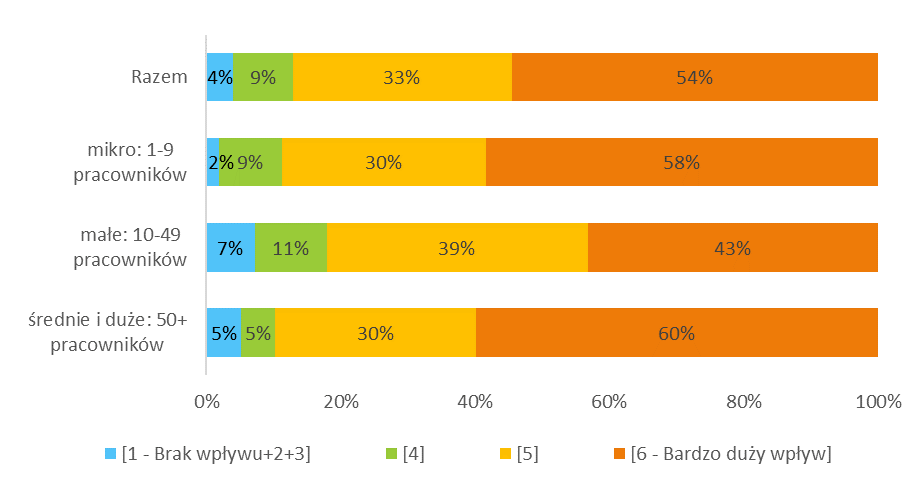 Razem
4% 9% 33% 54%
mikro: 1-9
pracowników
2% 9% 30% 58%
małe: 10-49
pracowników
7% 11% 39% 43%
średnie i duże: 50+
pracowników
5% 5% 30% 60%
0% 20% 40% 60% 80% 100%
[1 - Brak wpływu+2+3] [4] [5] [6 - Bardzo duży wpływ]